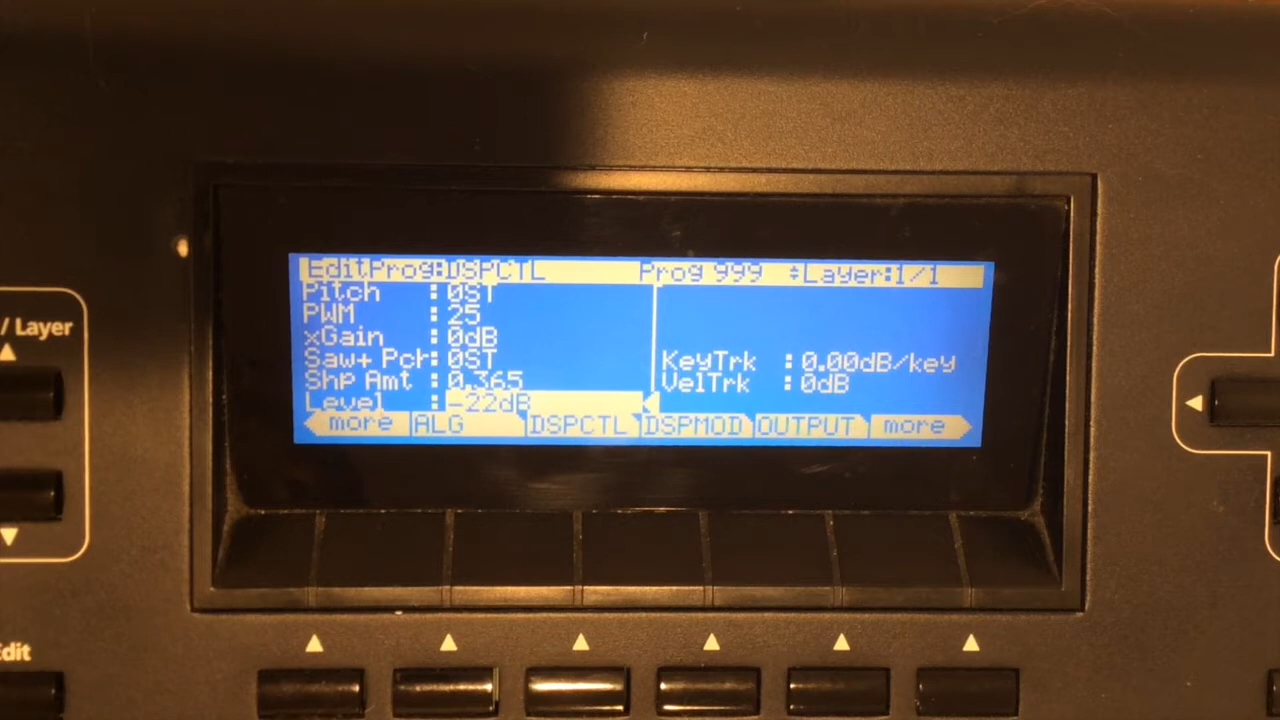 EditProg:DSPCTL Prog 999 Layer:1/1
Pitch :0ST
PWM :25
xGain :0dB
Saw+ Pch:0ST KeyTrk :0.00dB/key
Shp Amt :0.365 VelTrk :0dB
Level :-22dB
more ALG DSPCTL DSPMOD OUTPUT more
/ Layer
dit